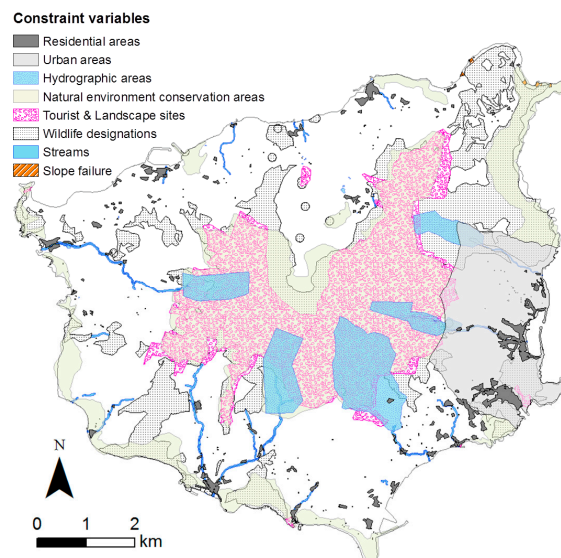 Constraint variables
Residential areas
Urban areas
Hydrographic areas
Natural environment conservation areas
Tourist & Landscape sites
Wildlife designations
Streams
Slope failure
N
0 1 2
km